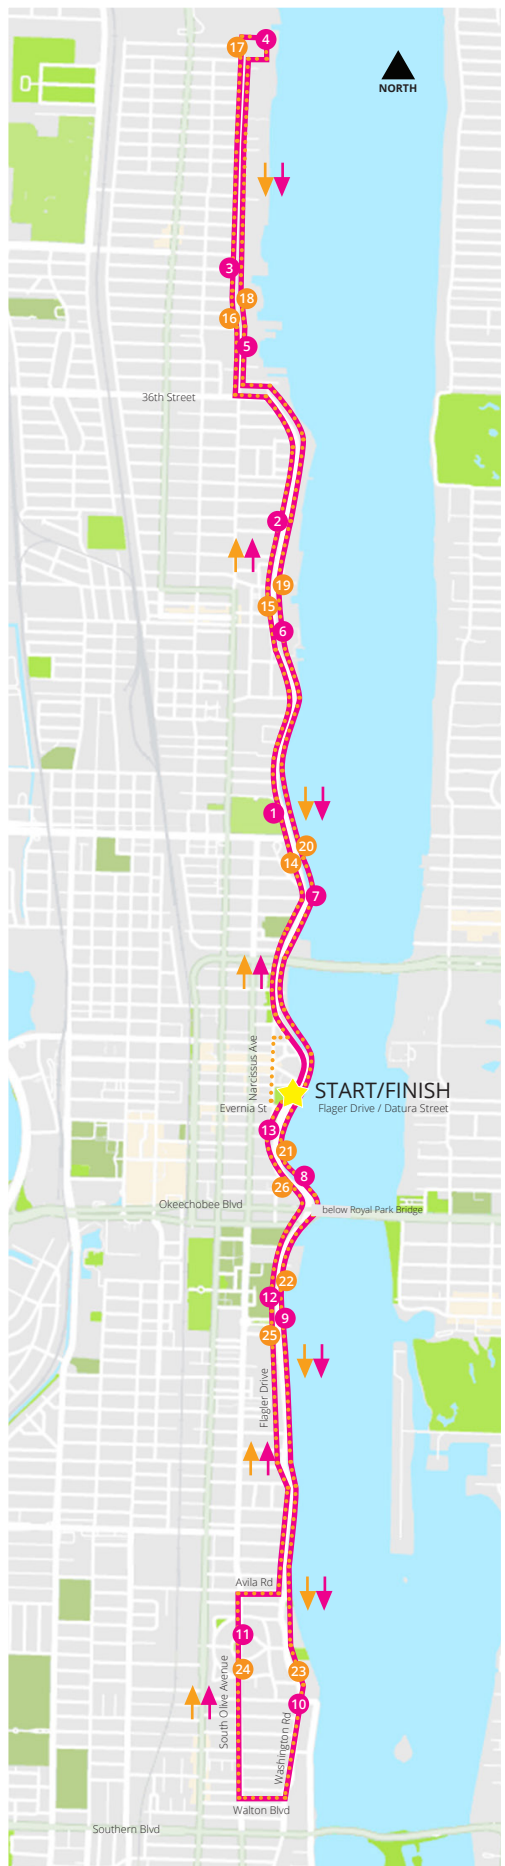 4
17
NORTH
3
18
16
5
36th Street
2
19
15
6
1
20
14
7
Narcissus Ave
START/FINISH
Evernia St
Flager Drive / Datura Street
13
21
8
26
Okeechobee Blvd
below Royal Park Bridge
22
12
9
25
Flagler Drive
Avila Rd
11
24
23
South Olive Avenue
10
Washington Rd
Walton Blvd
Southern Blvd